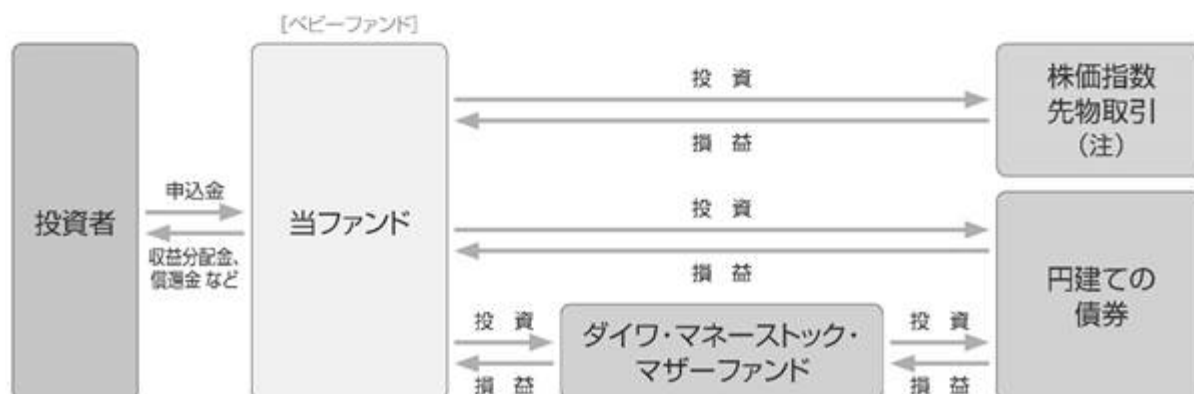 [ベビーファンド]
投資者
申込金
収益分配金、
償還金 など
当ファンド
投 資
損 益
株価指数
先物取引
(注)
投 資
損 益
円建ての
債券
投 資
損 益
ダイワ・マネーストック・
マザーファンド
投 資
損 益